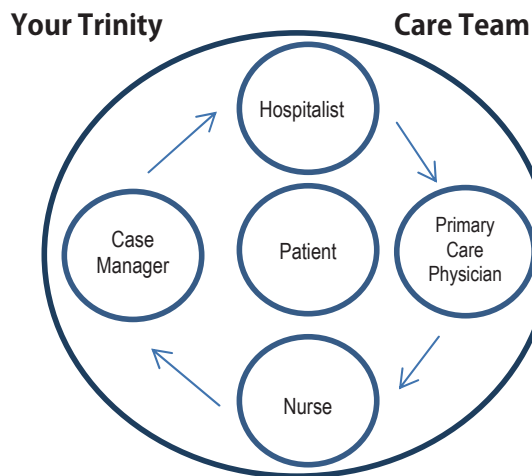 Your Trinity Care Team
Hospitalist
Case
Manager
Patient
Primary
Care
Physician
Nurse